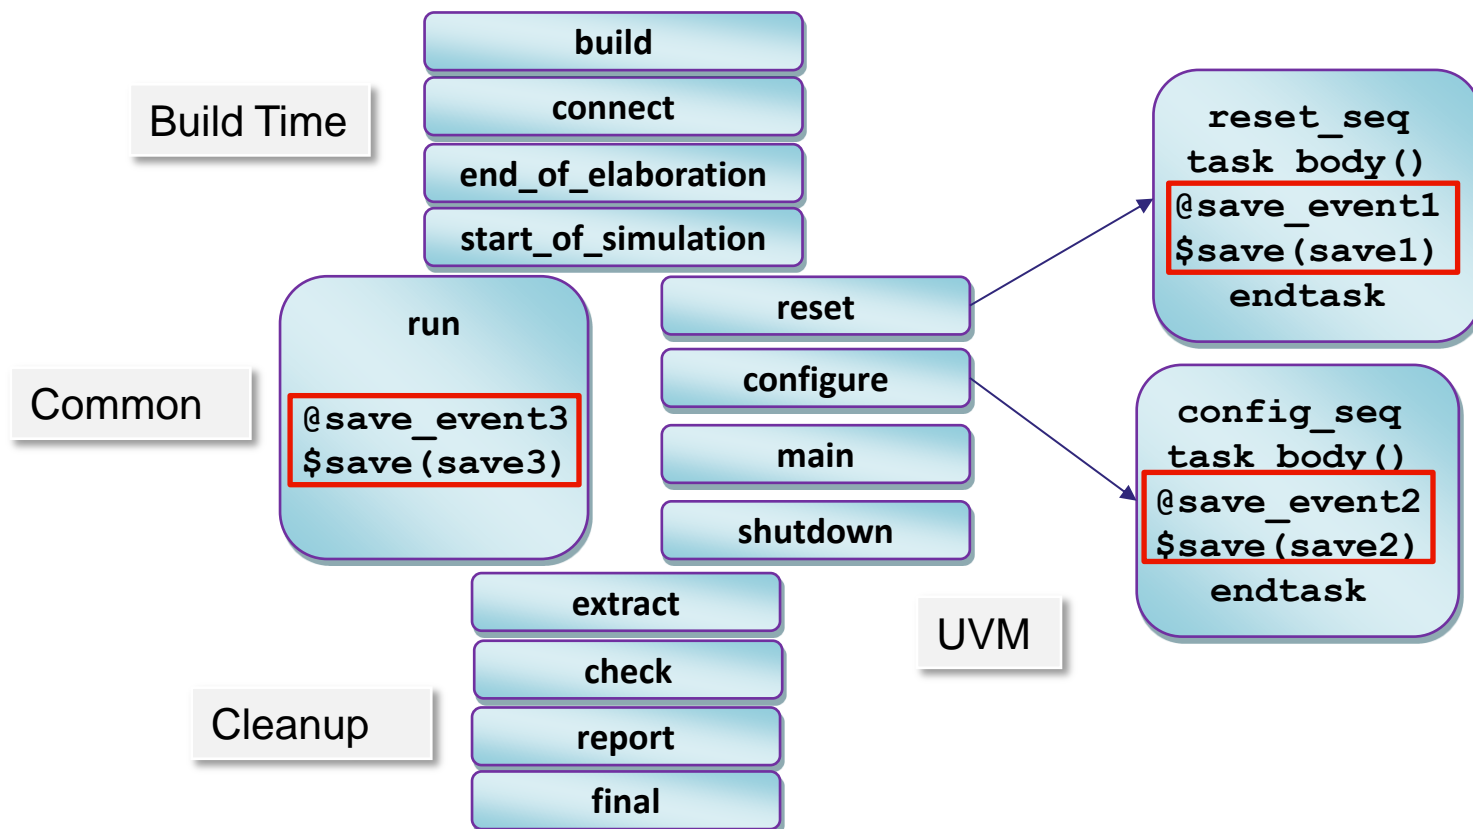 build
connect
end_of_elaboration
start_of_simulation
Build Time
run
@save_event3
$save(save3)
Common
reset
configure
main
shutdown
UVM
reset_seq
task body()
@save_event1
$save(save1)
endtask
config_seq
task body()
@save_event2
$save(save2)
endtask
extract
check
report
final
Cleanup